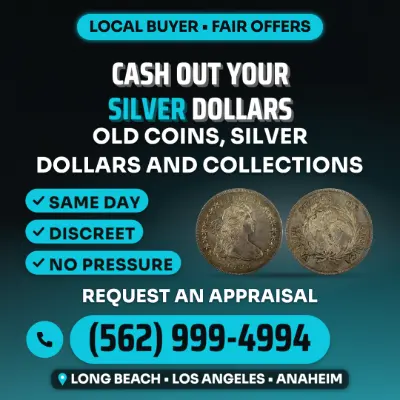 LOCAL BUYER • FAIR OFFERS
CASH OUT YOUR
SILVER DOLLARS
OLD COINS, SILVER
DOLLARS AND COLLECTIONS
SAME DAY
DISCREET
NO PRESSURE
REQUEST AN APPRAISAL
(562) 999-4994
LONG BEACH • LOS ANGELES • ANAHEIM